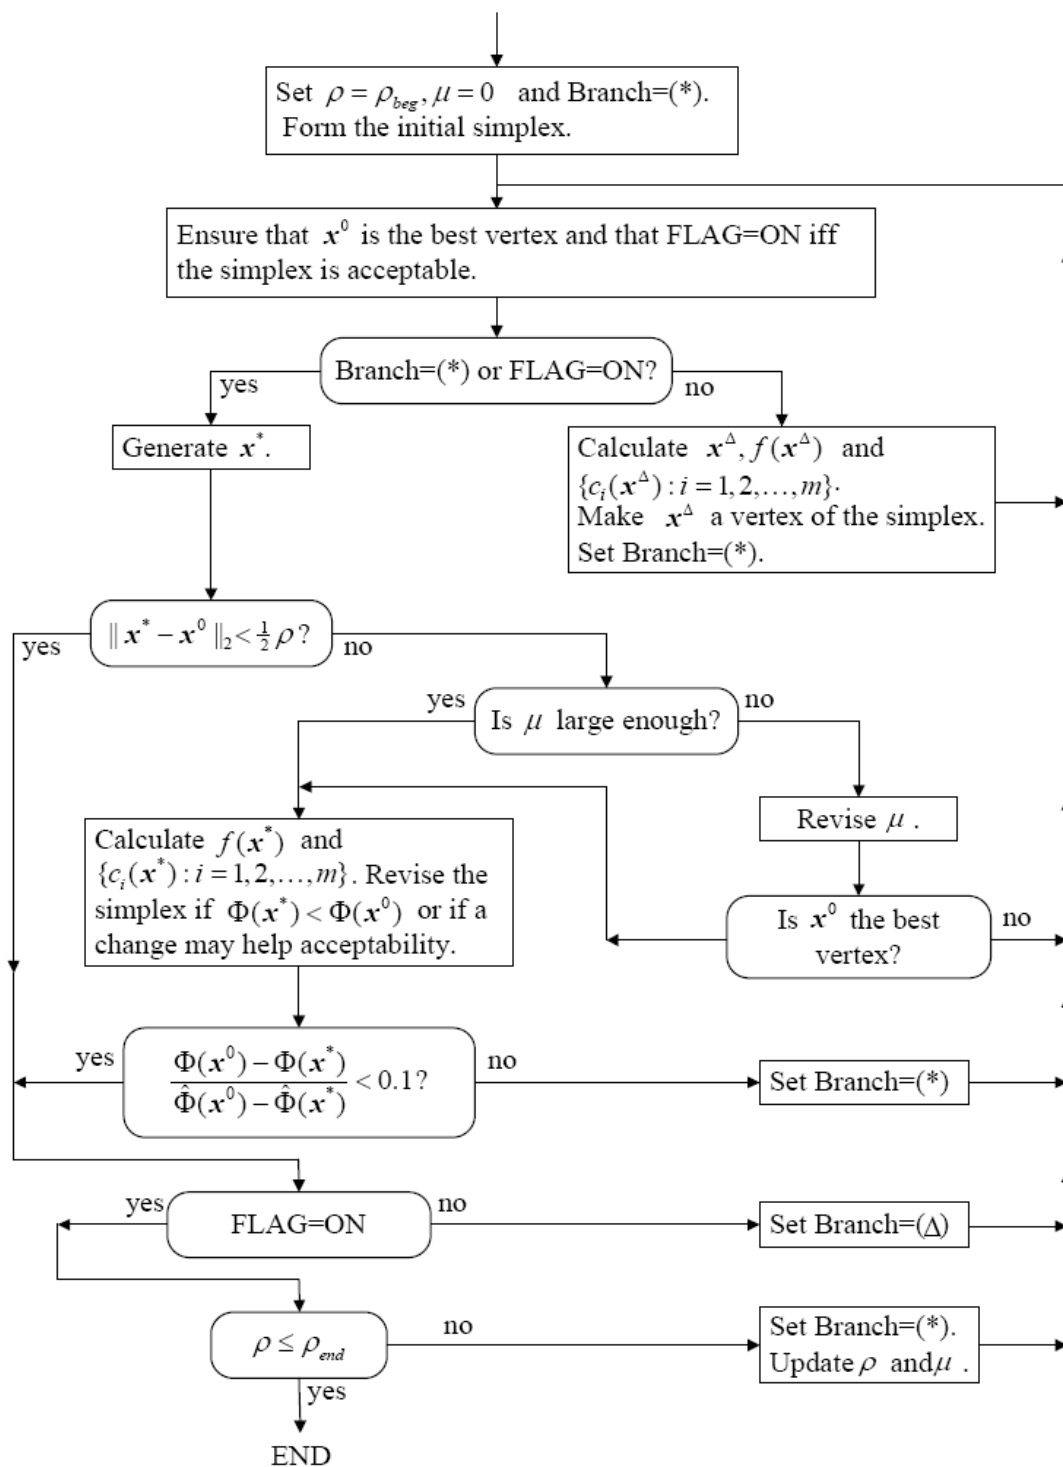 Set ρ = ρ_beg, μ = 0 and Branch=(*).
Form the initial simplex.
Ensure that x^0 is the best vertex and that FLAG=ON iff
the simplex is acceptable.
Branch=(*) or FLAG=ON?
yes
no
Generate x^*.
Calculate x^Δ, f(x^Δ) and
{c_i(x^Δ) : i = 1, 2, ..., m}.
Make x^Δ a vertex of the simplex.
Set Branch=(*).
‖ x^* − x^0 ‖_2 < ½ ρ?
yes
no
yes
Is μ large enough?
no
Revise μ .
Calculate f(x^*) and
{c_i(x^*) : i = 1, 2, ..., m}. Revise the
simplex if Φ(x^*) < Φ(x^0) or if a
change may help acceptability.
Is x^0 the best
vertex?
no
yes
Φ(x^0) − Φ(x^*)
Φ̂(x^0) − Φ̂(x^*)
< 0.1?
no
Set Branch=(*)
yes
FLAG=ON
no
Set Branch=(Δ)
ρ ≤ ρ_end
no
Set Branch=(*).
Update ρ and μ .
yes
END